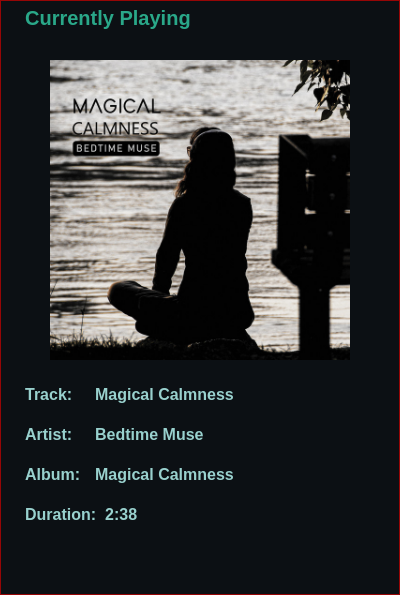 Currently Playing
MAGICAL
CALMNESS
BEDTIME MUSE
Track: Magical Calmness
Artist: Bedtime Muse
Album: Magical Calmness
Duration: 2:38